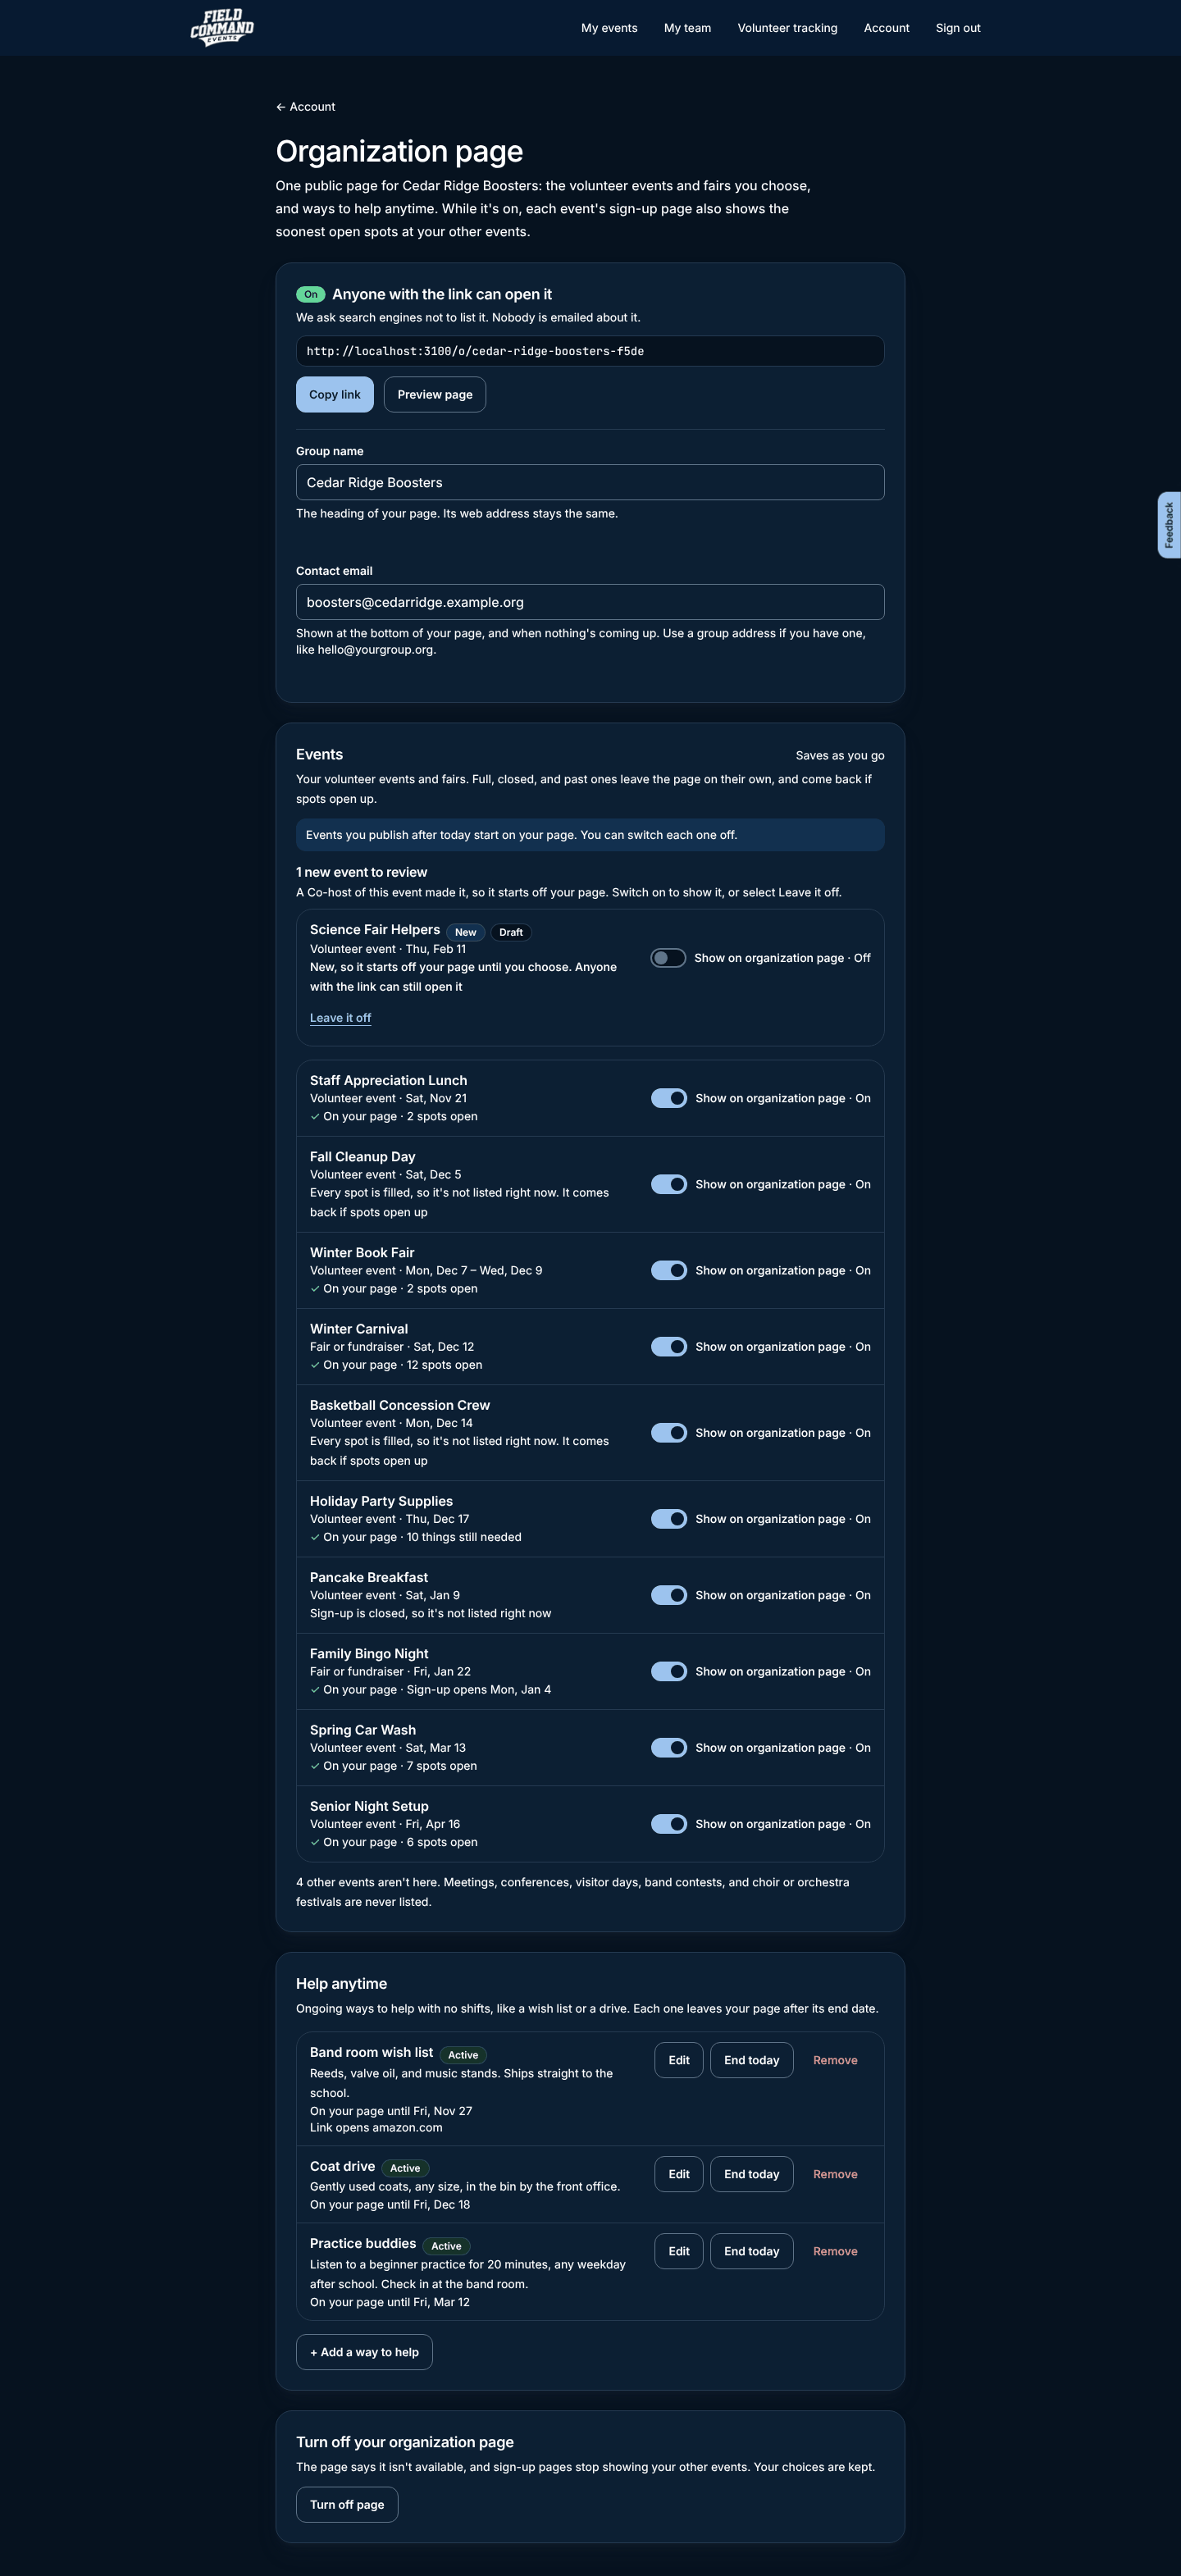 FIELD COMMAND EVENTS
My events
My team
Volunteer tracking
Account
Sign out
← Account
Organization page
One public page for Cedar Ridge Boosters: the volunteer events and fairs you choose,
and ways to help anytime. While it's on, each event's sign-up page also shows the
soonest open spots at your other events.
On Anyone with the link can open it
We ask search engines not to list it. Nobody is emailed about it.
http://localhost:3100/o/cedar-ridge-boosters-f5de
Copy link
Preview page
Group name
Cedar Ridge Boosters
The heading of your page. Its web address stays the same.
Feedback
Contact email
boosters@cedarridge.example.org
Shown at the bottom of your page, and when nothing's coming up. Use a group address if you have one,
like hello@yourgroup.org.
Events
Saves as you go
Your volunteer events and fairs. Full, closed, and past ones leave the page on their own, and come back if
spots open up.
Events you publish after today start on your page. You can switch each one off.
1 new event to review
A Co-host of this event made it, so it starts off your page. Switch on to show it, or select Leave it off.
Science Fair Helpers New Draft
Volunteer event · Thu, Feb 11
New, so it starts off your page until you choose. Anyone
with the link can still open it
Show on organization page · Off
Leave it off
Staff Appreciation Lunch
Volunteer event · Sat, Nov 21
✓ On your page · 2 spots open
Show on organization page · On
Fall Cleanup Day
Volunteer event · Sat, Dec 5
Every spot is filled, so it's not listed right now. It comes
back if spots open up
Show on organization page · On
Winter Book Fair
Volunteer event · Mon, Dec 7 – Wed, Dec 9
✓ On your page · 2 spots open
Show on organization page · On
Winter Carnival
Fair or fundraiser · Sat, Dec 12
✓ On your page · 12 spots open
Show on organization page · On
Basketball Concession Crew
Volunteer event · Mon, Dec 14
Every spot is filled, so it's not listed right now. It comes
back if spots open up
Show on organization page · On
Holiday Party Supplies
Volunteer event · Thu, Dec 17
✓ On your page · 10 things still needed
Show on organization page · On
Pancake Breakfast
Volunteer event · Sat, Jan 9
Sign-up is closed, so it's not listed right now
Show on organization page · On
Family Bingo Night
Fair or fundraiser · Fri, Jan 22
✓ On your page · Sign-up opens Mon, Jan 4
Show on organization page · On
Spring Car Wash
Volunteer event · Sat, Mar 13
✓ On your page · 7 spots open
Show on organization page · On
Senior Night Setup
Volunteer event · Fri, Apr 16
✓ On your page · 6 spots open
Show on organization page · On
4 other events aren't here. Meetings, conferences, visitor days, band contests, and choir or orchestra
festivals are never listed.
Help anytime
Ongoing ways to help with no shifts, like a wish list or a drive. Each one leaves your page after its end date.
Band room wish list Active
Reeds, valve oil, and music stands. Ships straight to the
school.
On your page until Fri, Nov 27
Link opens amazon.com
Edit
End today
Remove
Coat drive Active
Gently used coats, any size, in the bin by the front office.
On your page until Fri, Dec 18
Edit
End today
Remove
Practice buddies Active
Listen to a beginner practice for 20 minutes, any weekday
after school. Check in at the band room.
On your page until Fri, Mar 12
Edit
End today
Remove
+ Add a way to help
Turn off your organization page
The page says it isn't available, and sign-up pages stop showing your other events. Your choices are kept.
Turn off page